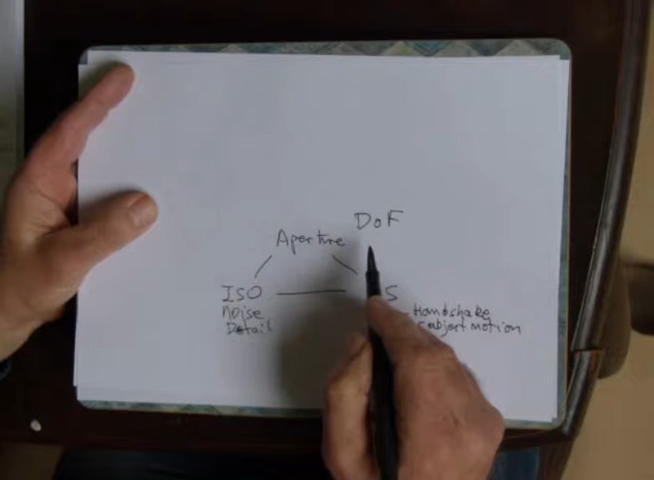 DoF
Aperture
ISO
S
Noise
Detail
Handshake
Subject motion